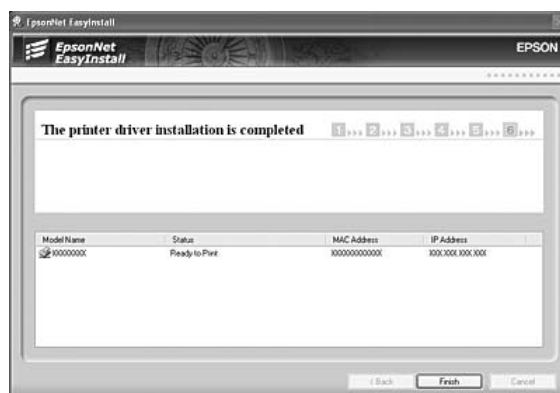 EpsonNet EasyInstall
EpsonNet
EasyInstall
EPSON
The printer driver installation is completed
1 2 3 4 5 6
Model Name Status MAC Address IP Address
XXXXXXXX Ready to Print XXXXXXXXXXXX XXX.XXX.XXX.XXX
< Back Finish Cancel